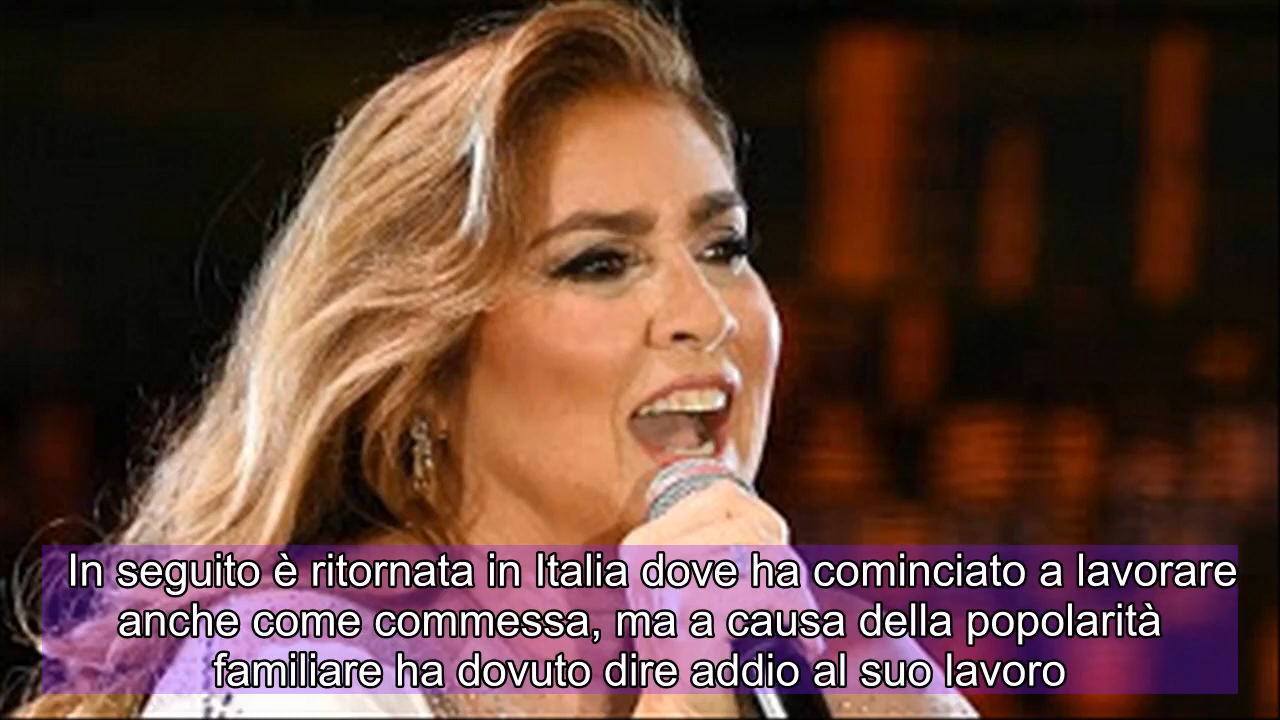 In seguito è ritornata in Italia dove ha cominciato a lavorare
anche come commessa, ma a causa della popolarità
familiare ha dovuto dire addio al suo lavoro